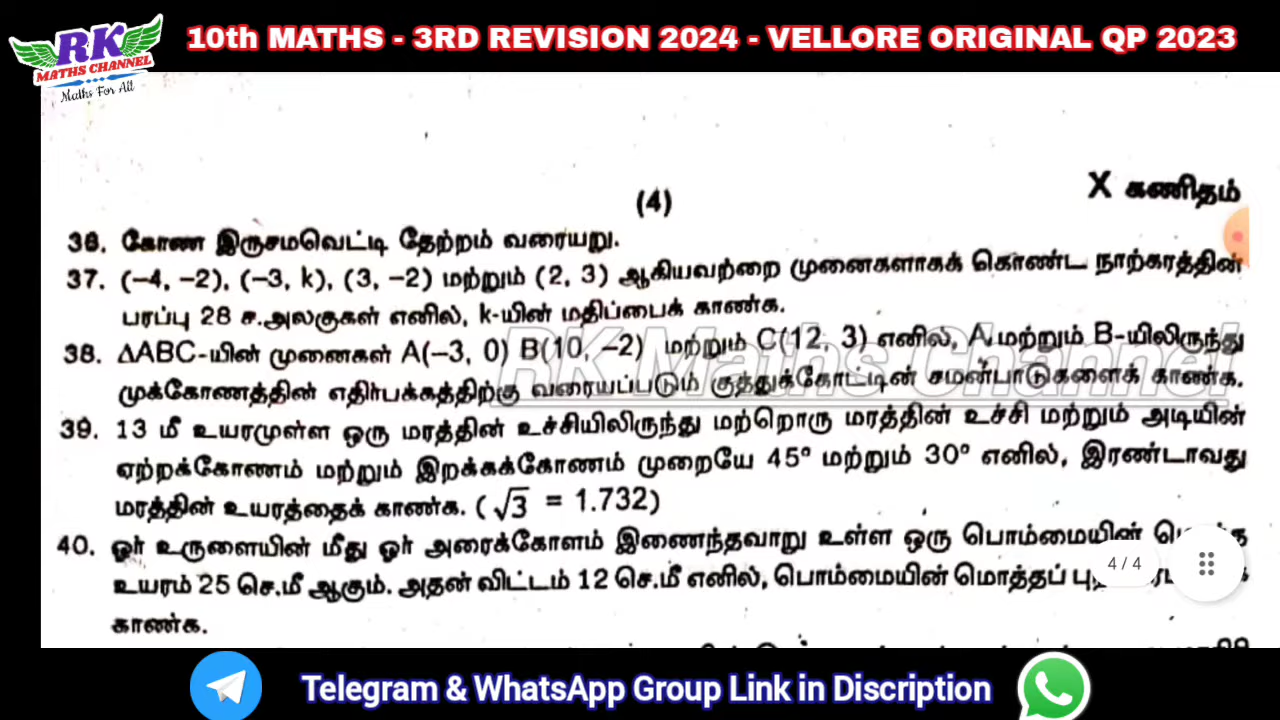 RK
MATHS CHANNEL
Maths For All
10th MATHS - 3RD REVISION 2024 - VELLORE ORIGINAL QP 2023
(4)
X கணிதம்
36. கோண இருசமவெட்டி தேற்றம் வரையறு.
37. (−4, −2), (−3, k), (3, −2) மற்றும் (2, 3) ஆகியவற்றை முனைகளாகக் கொண்ட நாற்கரத்தின்
பரப்பு 28 ச.அலகுகள் எனில், k-யின் மதிப்பைக் காண்க.
RK Maths Channel
38. ΔABC-யின் முனைகள் A(−3, 0) B(10, −2) மற்றும் C(12, 3) எனில், A மற்றும் B-யிலிருந்து
முக்கோணத்தின் எதிர்பக்கத்திற்கு வரையப்படும் குத்துக்கோட்டின் சமன்பாடுகளைக் காண்க.
39. 13 மீ உயரமுள்ள ஒரு மரத்தின் உச்சியிலிருந்து மற்றொரு மரத்தின் உச்சி மற்றும் அடியின்
ஏற்றக்கோணம் மற்றும் இறக்கக்கோணம் முறையே 45° மற்றும் 30° எனில், இரண்டாவது
மரத்தின் உயரத்தைக் காண்க. (√3 = 1.732)
40. ஓர் உருளையின் மீது ஓர் அரைக்கோளம் இணைந்தவாறு உள்ள ஒரு பொம்மையின்
உயரம் 25 செ.மீ ஆகும். அதன் விட்டம் 12 செ.மீ எனில், பொம்மையின் மொத்தப்
காண்க.
4 / 4
Telegram & WhatsApp Group Link in Discription